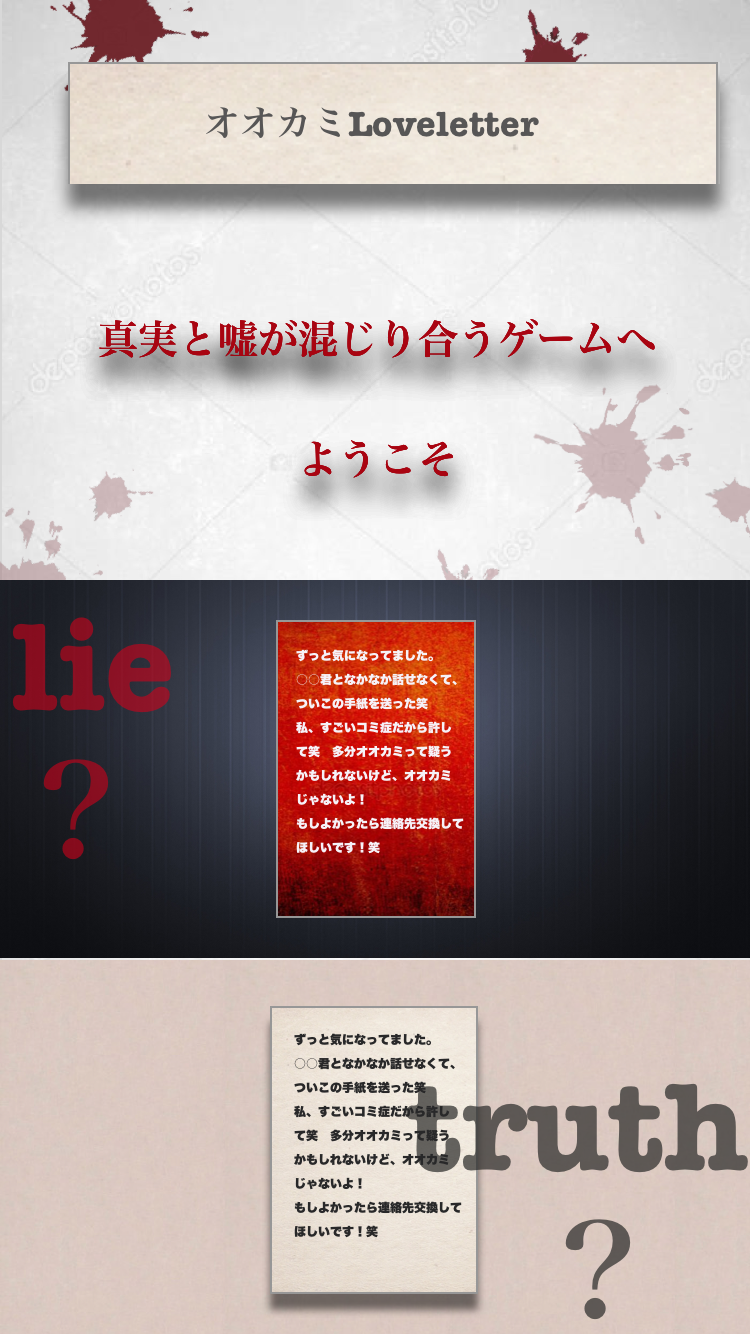 オオカミLoveletter
真実と嘘が混じり合うゲームへ
ようこそ
lie
?
ずっと気になってました。
○○君となかなか話せなくて、
ついこの手紙を送った笑
私、すごいコミ症だから許し
て笑　多分オオカミって疑う
かもしれないけど、オオカミ
じゃないよ！
もしよかったら連絡先交換して
ほしいです！笑
ずっと気になってました。
○○君となかなか話せなくて、
ついこの手紙を送った笑
私、すごいコミ症だから許し
て笑　多分オオカミって疑う
かもしれないけど、オオカミ
じゃないよ！
もしよかったら連絡先交換して
ほしいです！笑
truth
?
depositphotos